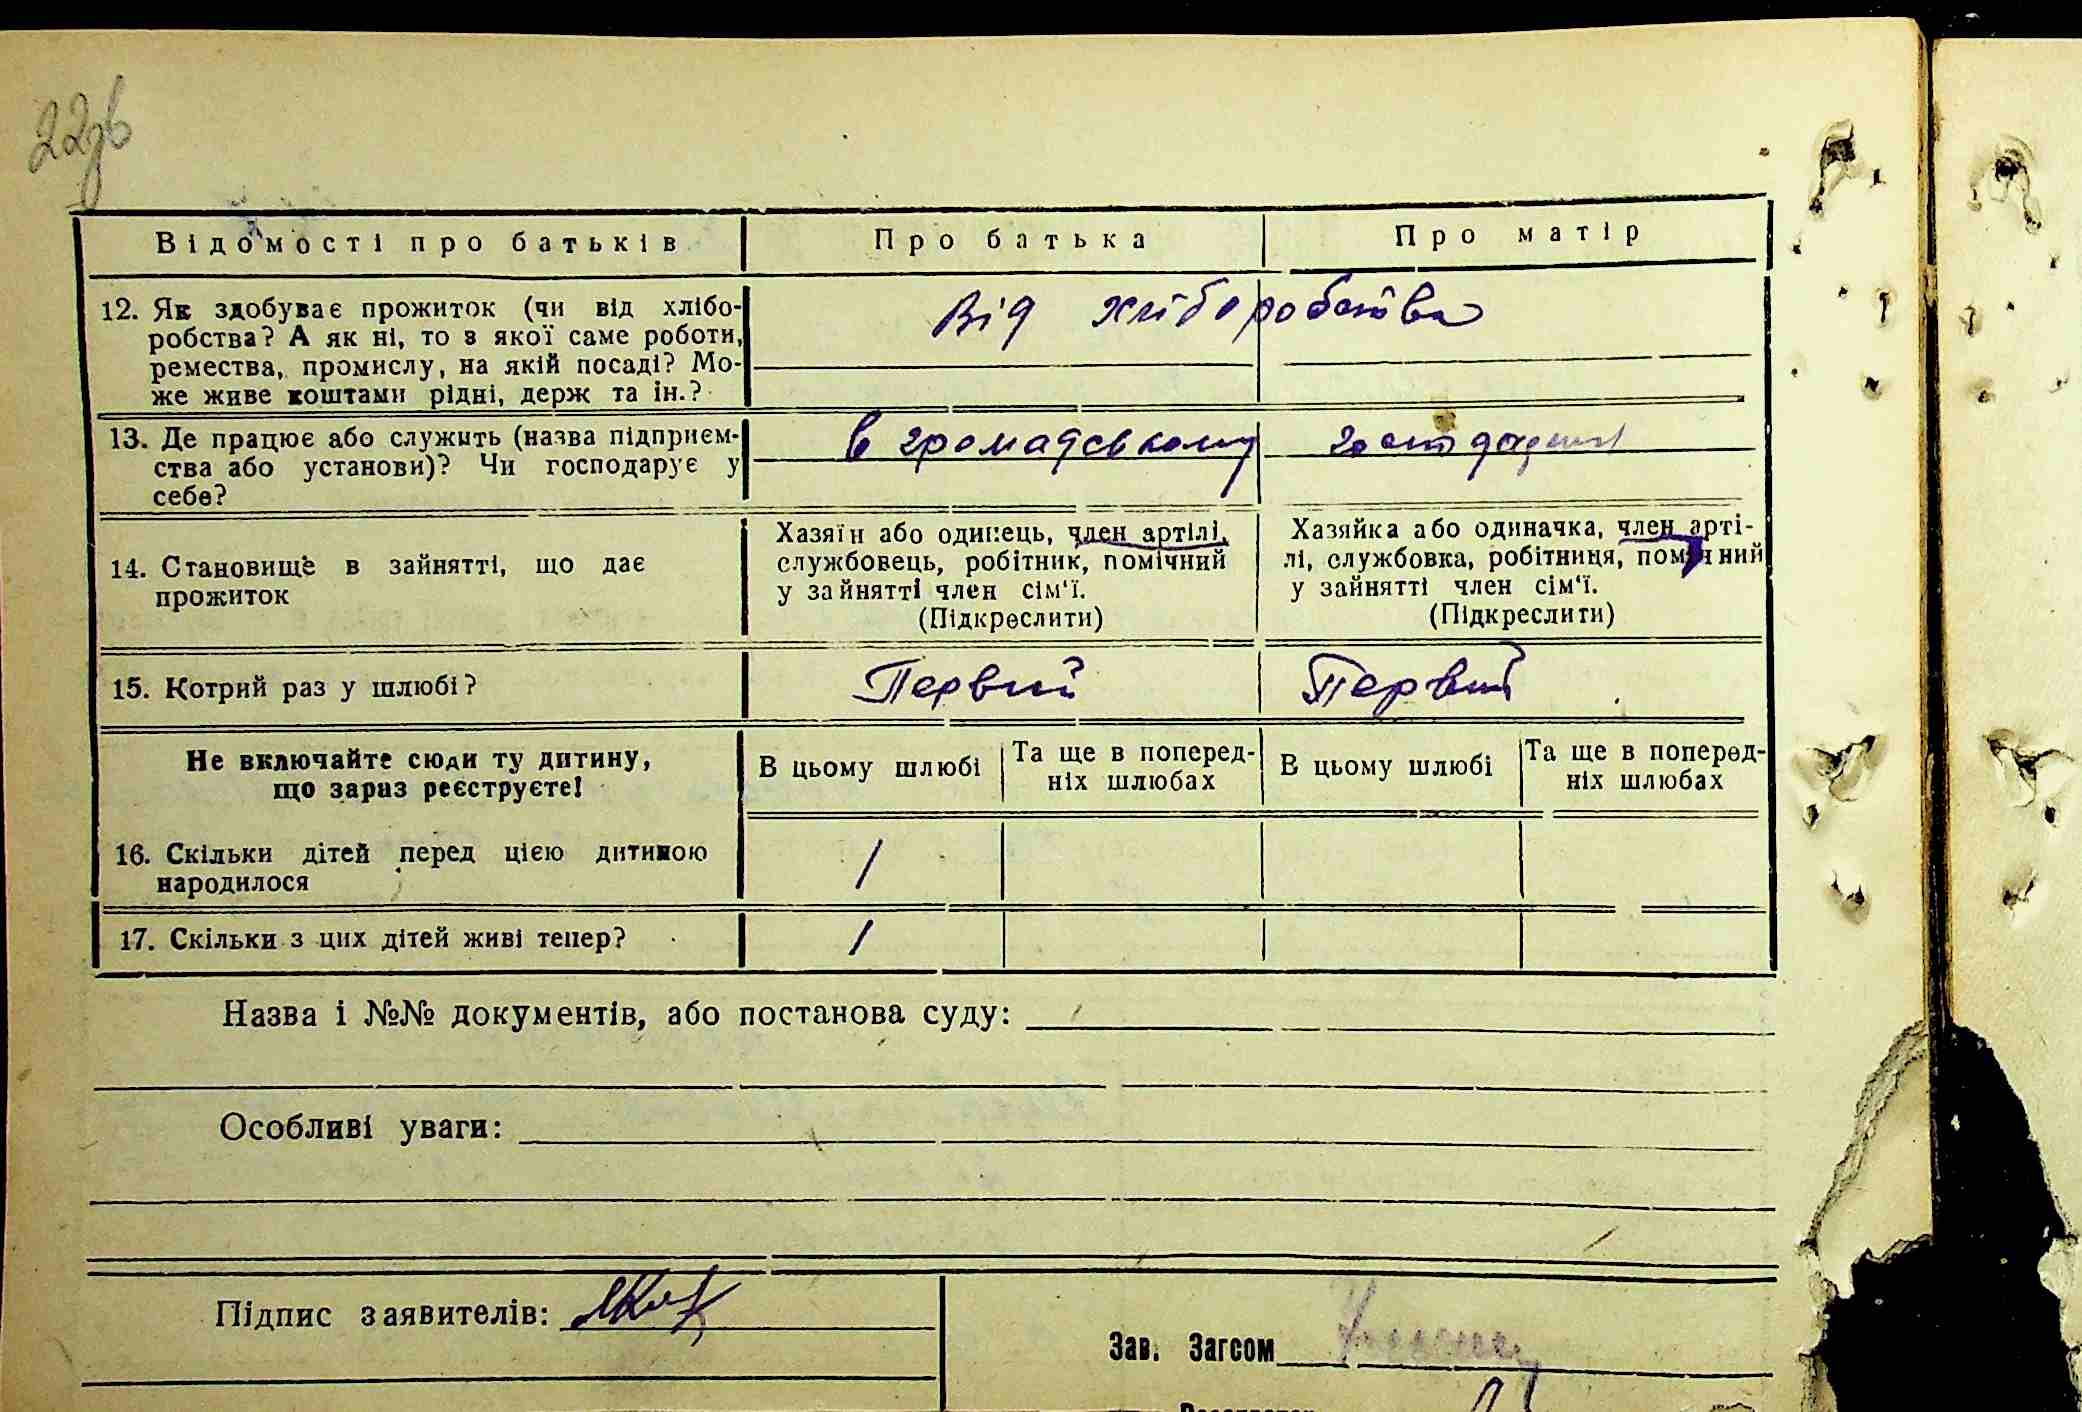 22зв
Відомості про батьків Про батька Про матір
12. Як здобуває прожиток (чи від хлібо-
робства? А як ні, то з якої саме роботи,
ремества, промислу, на якій посаді? Мо-
же живе коштами рідні, держ та ін.?
Від хліборобства
13. Де працює або служить (назва підприєм-
ства або установи)? Чи господарує у
себе?
в громадському господарстві
14. Становище в зайнятті, що дає
прожиток
Хазяїн або одинець, член артілі,
службовець, робітник, помічний
у зайнятті член сім‘ї.
(Підкреслити)
Хазяйка або одиначка, член арті-
лі, службовка, робітниця, помічний
у зайнятті член сім‘ї.
(Підкреслити)
15. Котрий раз у шлюбі? Первий Первий
Не включайте сюди ту дитину,
що зараз реєструєте!
В цьому шлюбі
Та ще в поперед-
ніх шлюбах
В цьому шлюбі
Та ще в поперед-
ніх шлюбах
16. Скільки дітей перед цією дитиною
народилося
1
17. Скільки з цих дітей живі тепер? 1
Назва і №№ документів, або постанова суду:
Особливі уваги:
Підпис заявителів:
Зав. Загсом